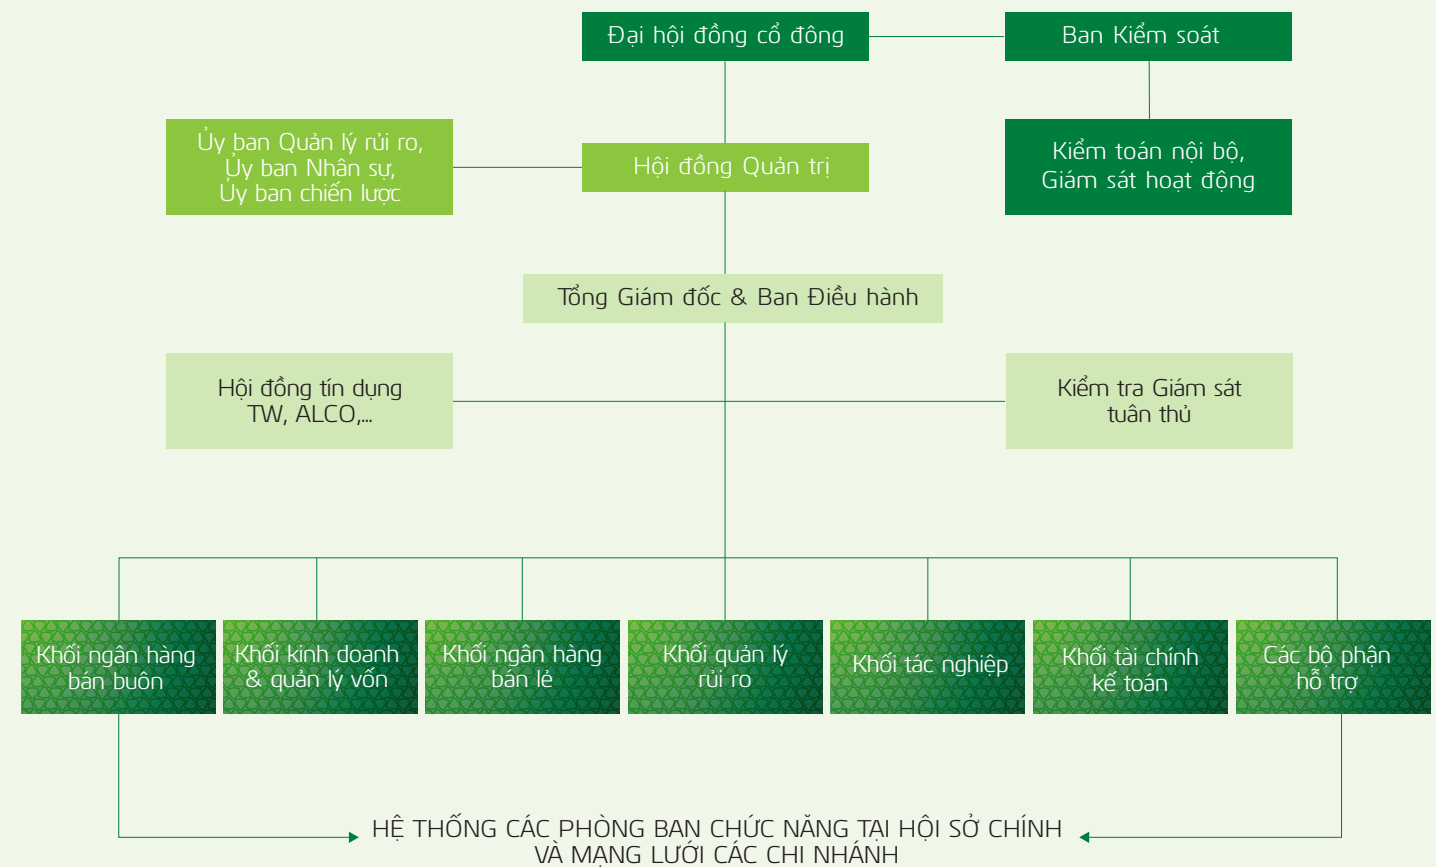 Đại hội đồng cổ đông
Ban Kiểm soát
Ủy ban Quản lý rủi ro,
Ủy ban Nhân sự,
Ủy ban chiến lược
Hội đồng Quản trị
Kiểm toán nội bộ,
Giám sát hoạt động
Tổng Giám đốc & Ban Điều hành
Hội đồng tín dụng
TW, ALCO,...
Kiểm tra Giám sát
tuân thủ
Khối ngân hàng
bán buôn
Khối kinh doanh
& quản lý vốn
Khối ngân hàng
bán lẻ
Khối quản lý
rủi ro
Khối tác nghiệp
Khối tài chính
kế toán
Các bộ phận
hỗ trợ
HỆ THỐNG CÁC PHÒNG BAN CHỨC NĂNG TẠI HỘI SỞ CHÍNH
VÀ MẠNG LƯỚI CÁC CHI NHÁNH